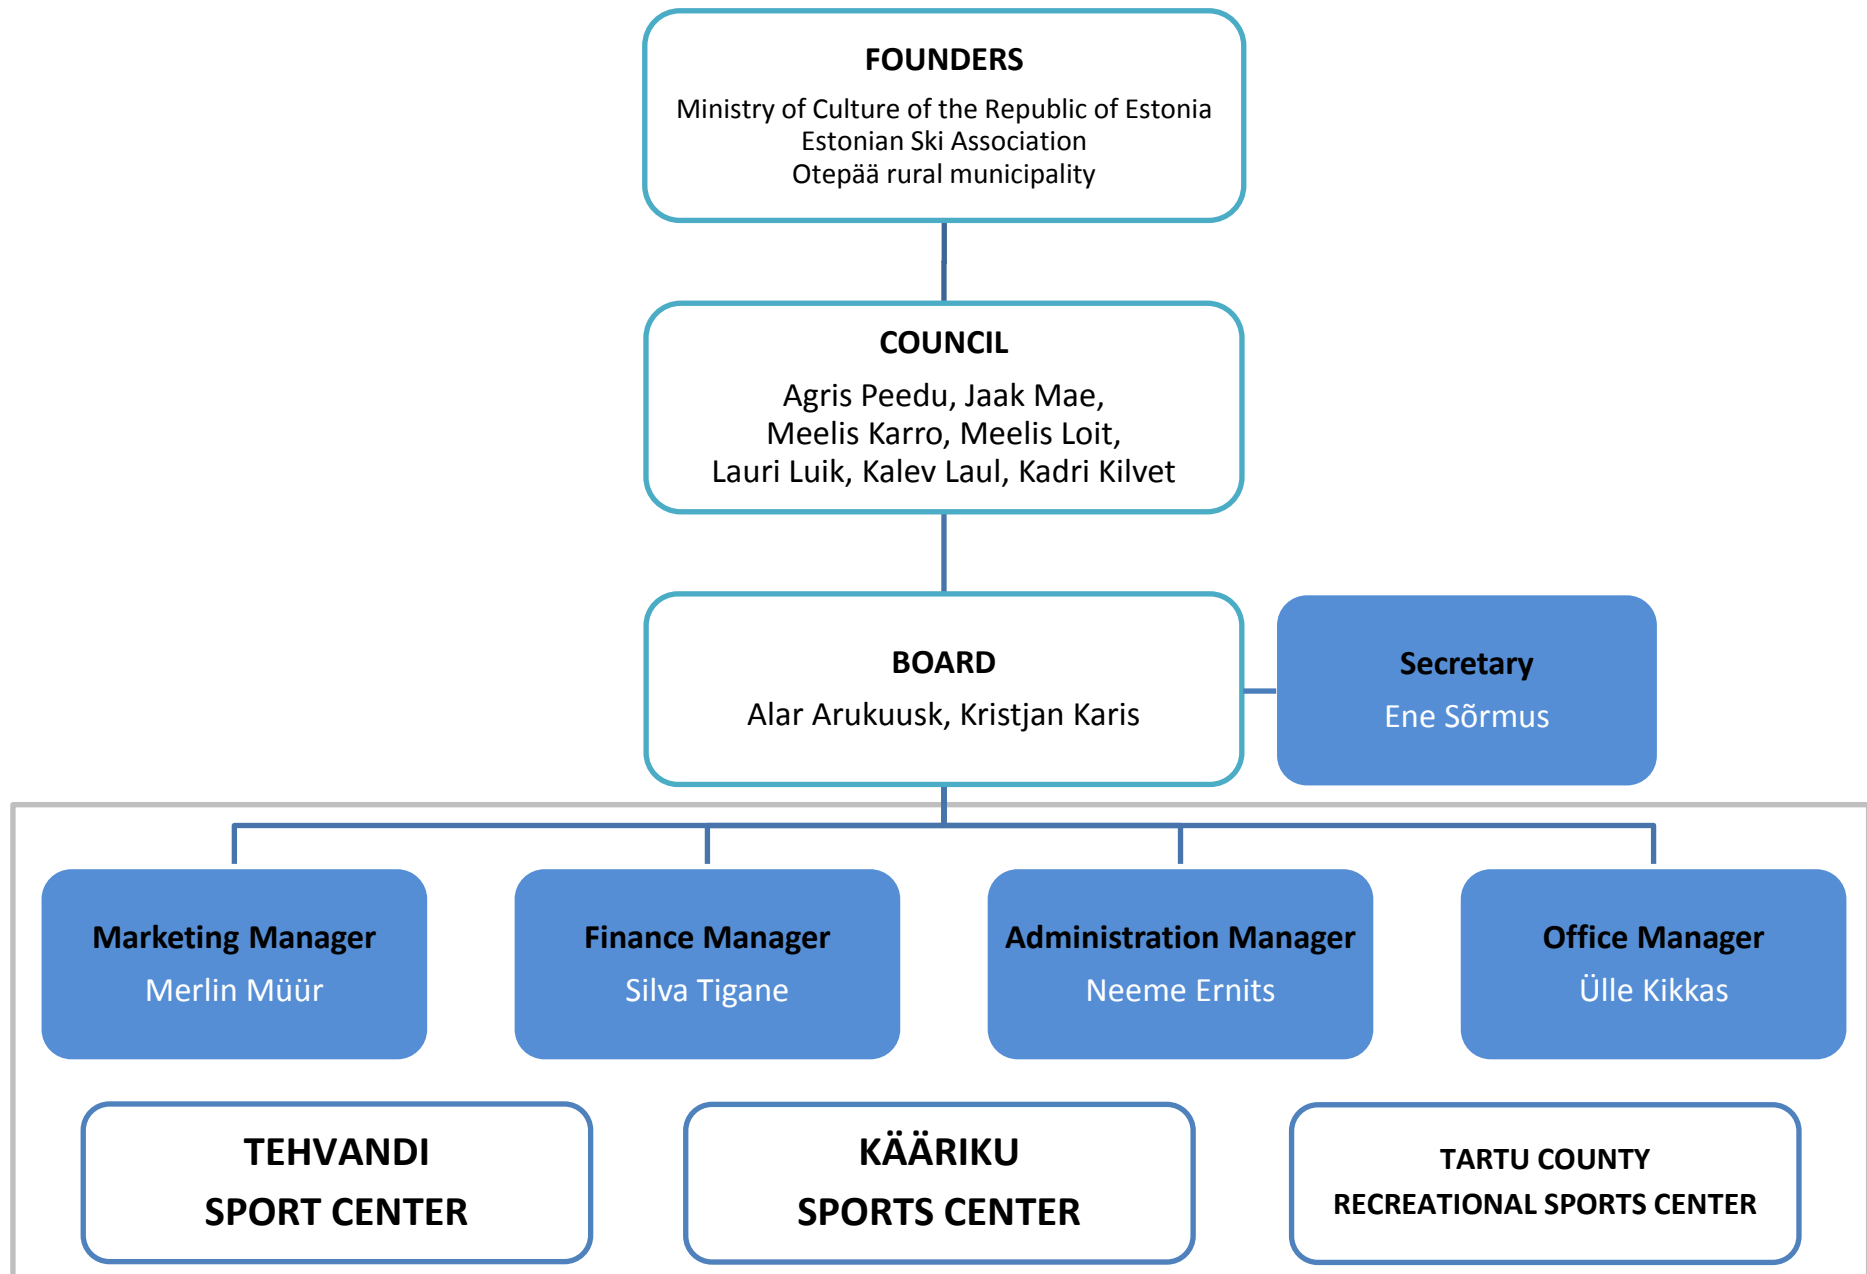 FOUNDERS
Ministry of Culture of the Republic of Estonia
Estonian Ski Association
Otepää rural municipality
COUNCIL
Agris Peedu, Jaak Mae,
Meelis Karro, Meelis Loit,
Lauri Luik, Kalev Laul, Kadri Kilvet
BOARD
Alar Arukuusk, Kristjan Karis
Secretary
Ene Sõrmus
Marketing Manager
Merlin Müür
Finance Manager
Silva Tigane
Administration Manager
Neeme Ernits
Office Manager
Ülle Kikkas
TEHVANDI
SPORT CENTER
KÄÄRIKU
SPORTS CENTER
TARTU COUNTY
RECREATIONAL SPORTS CENTER